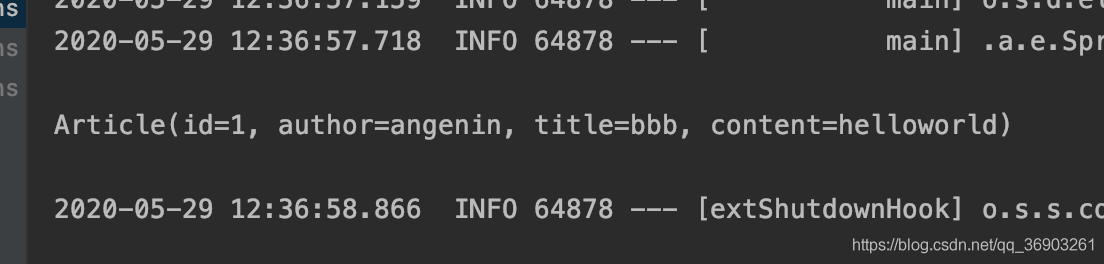 ns
2020-05-29 12:36:57.159  INFO 64878 --- [           main] o.s.d.el
2020-05-29 12:36:57.718  INFO 64878 --- [           main] .a.e.Spr
ns
ns
Article(id=1, author=angenin, title=bbb, content=helloworld)
2020-05-29 12:36:58.866  INFO 64878 --- [extShutdownHook] o.s.s.co
https://blog.csdn.net/qq_36903261